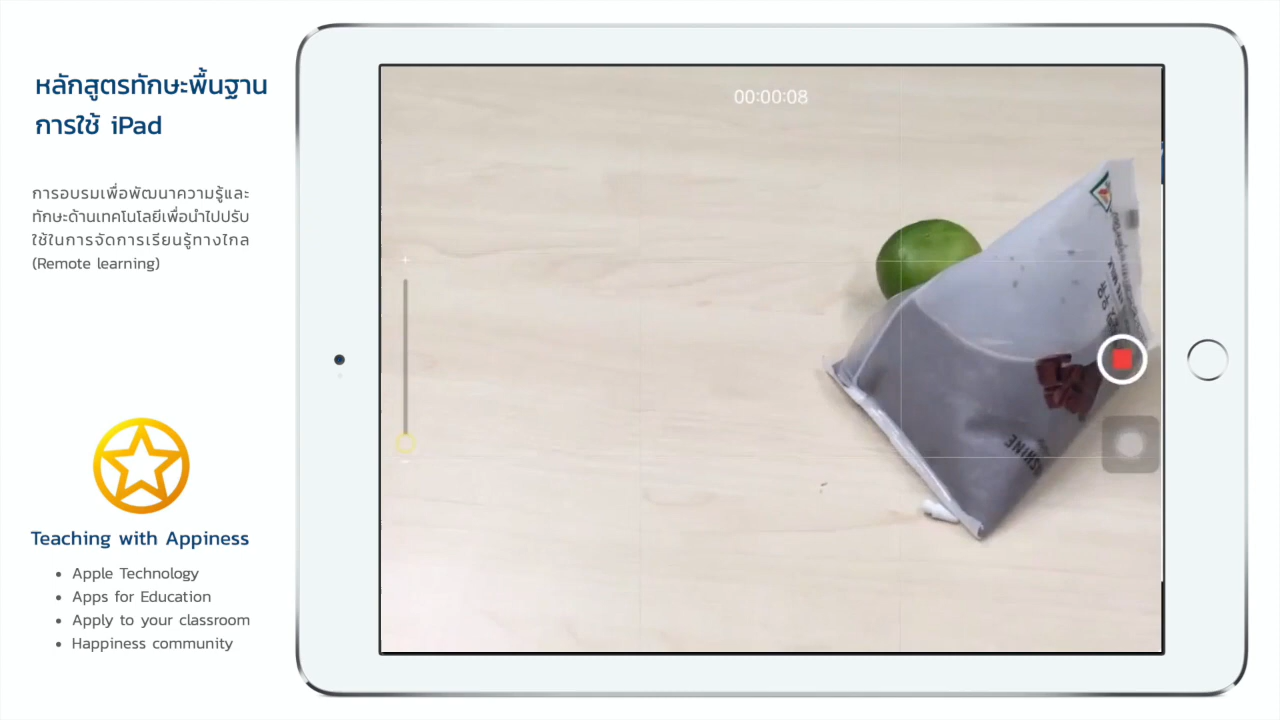 หลักสูตรทักษะพื้นฐาน
การใช้ iPad
การอบรมเพื่อพัฒนาความรู้และ
ทักษะด้านเทคโนโลยีเพื่อนำไปปรับ
ใช้ในการจัดการเรียนรู้ทางไกล
(Remote learning)
Teaching with Appiness
• Apple Technology
• Apps for Education
• Apply to your classroom
• Happiness community
00:00:08